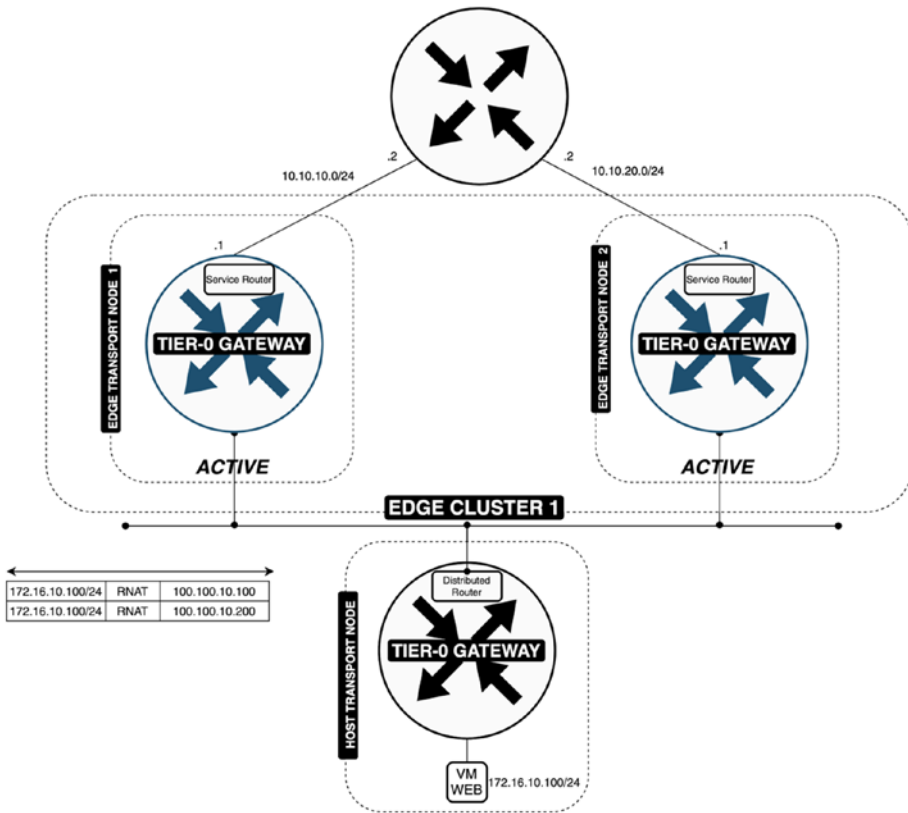 .2
.2
10.10.10.0/24
10.10.20.0/24
.1
.1
EDGE TRANSPORT NODE 1
Service Router
TIER-0 GATEWAY
ACTIVE
EDGE TRANSPORT NODE 2
Service Router
TIER-0 GATEWAY
ACTIVE
EDGE CLUSTER 1
172.16.10.100/24 RNAT 100.100.10.100
172.16.10.100/24 RNAT 100.100.10.200
HOST TRANSPORT NODE
Distributed
Router
TIER-0 GATEWAY
VM
WEB
172.16.10.100/24